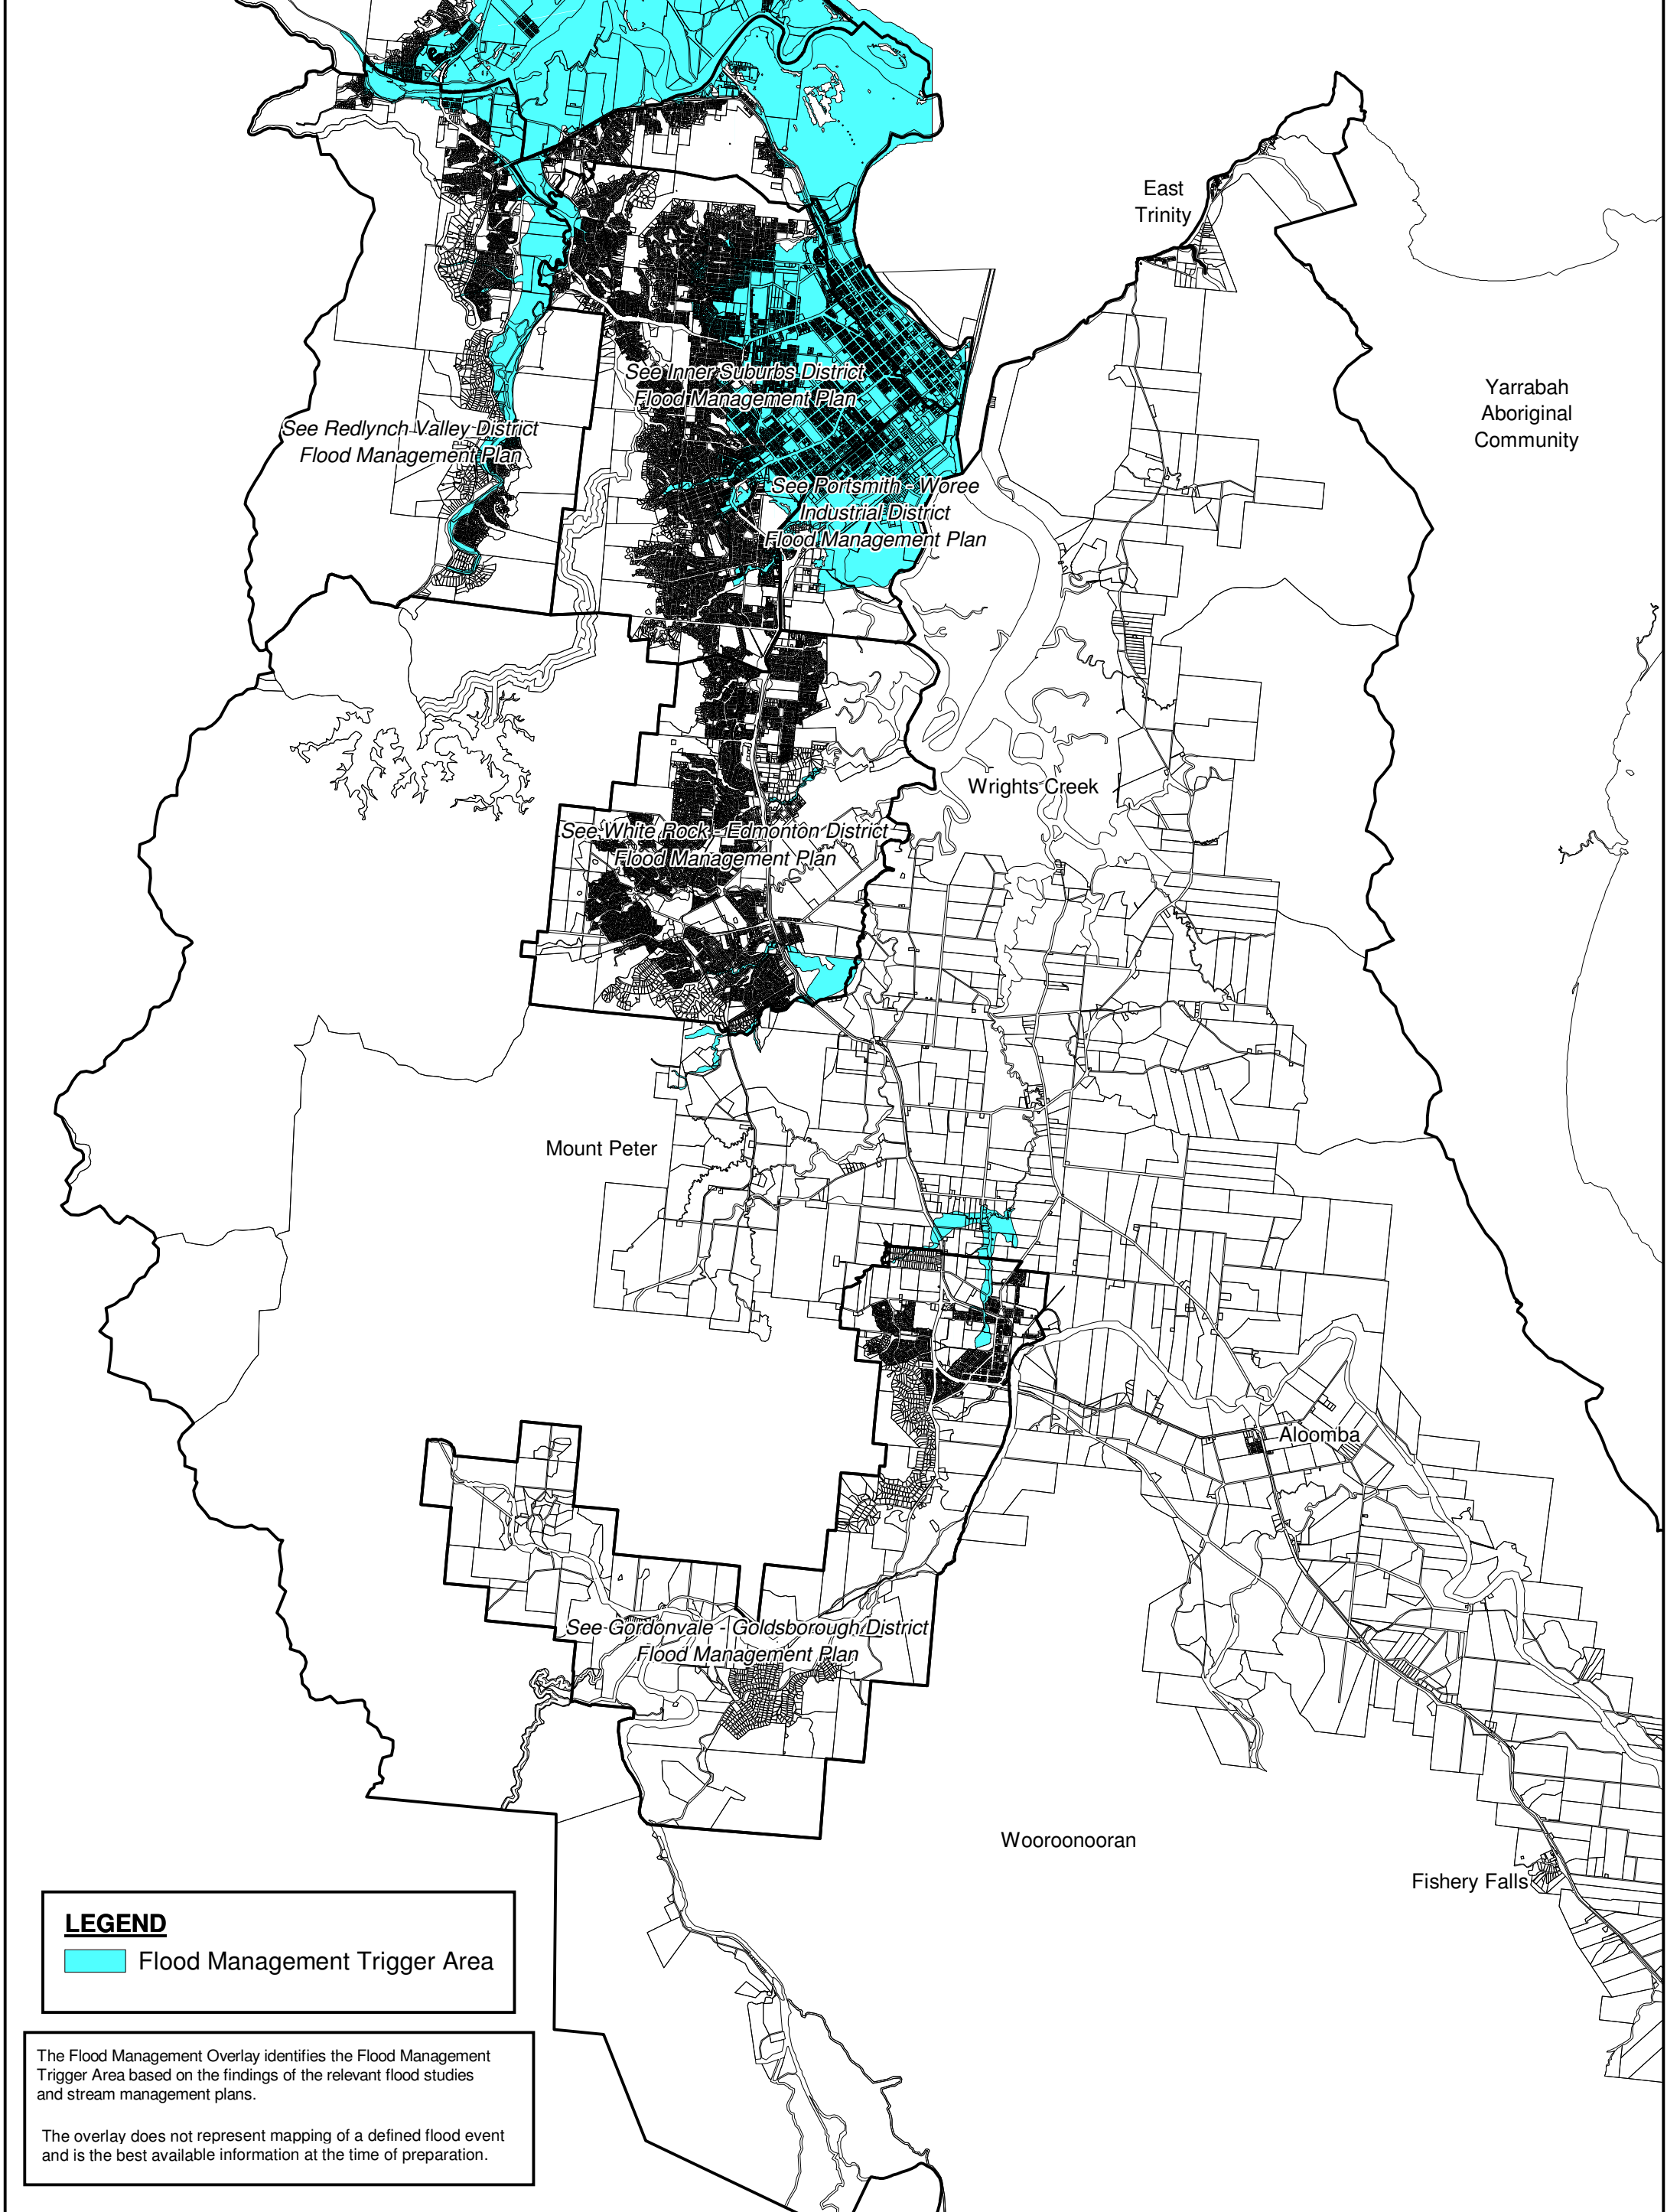 East
Trinity
Yarrabah
Aboriginal
Community
See Inner Suburbs District
Flood Management Plan
See Redlynch Valley District
Flood Management Plan
See Portsmith - Woree
Industrial District
Flood Management Plan
Wrights Creek
See White Rock - Edmonton District
Flood Management Plan
Mount Peter
Aloomba
See Gordonvale - Goldsborough District
Flood Management Plan
Wooroonooran
Fishery Falls
LEGEND
Flood Management Trigger Area
The Flood Management Overlay identifies the Flood Management
Trigger Area based on the findings of the relevant flood studies
and stream management plans.
The overlay does not represent mapping of a defined flood event
and is the best available information at the time of preparation.